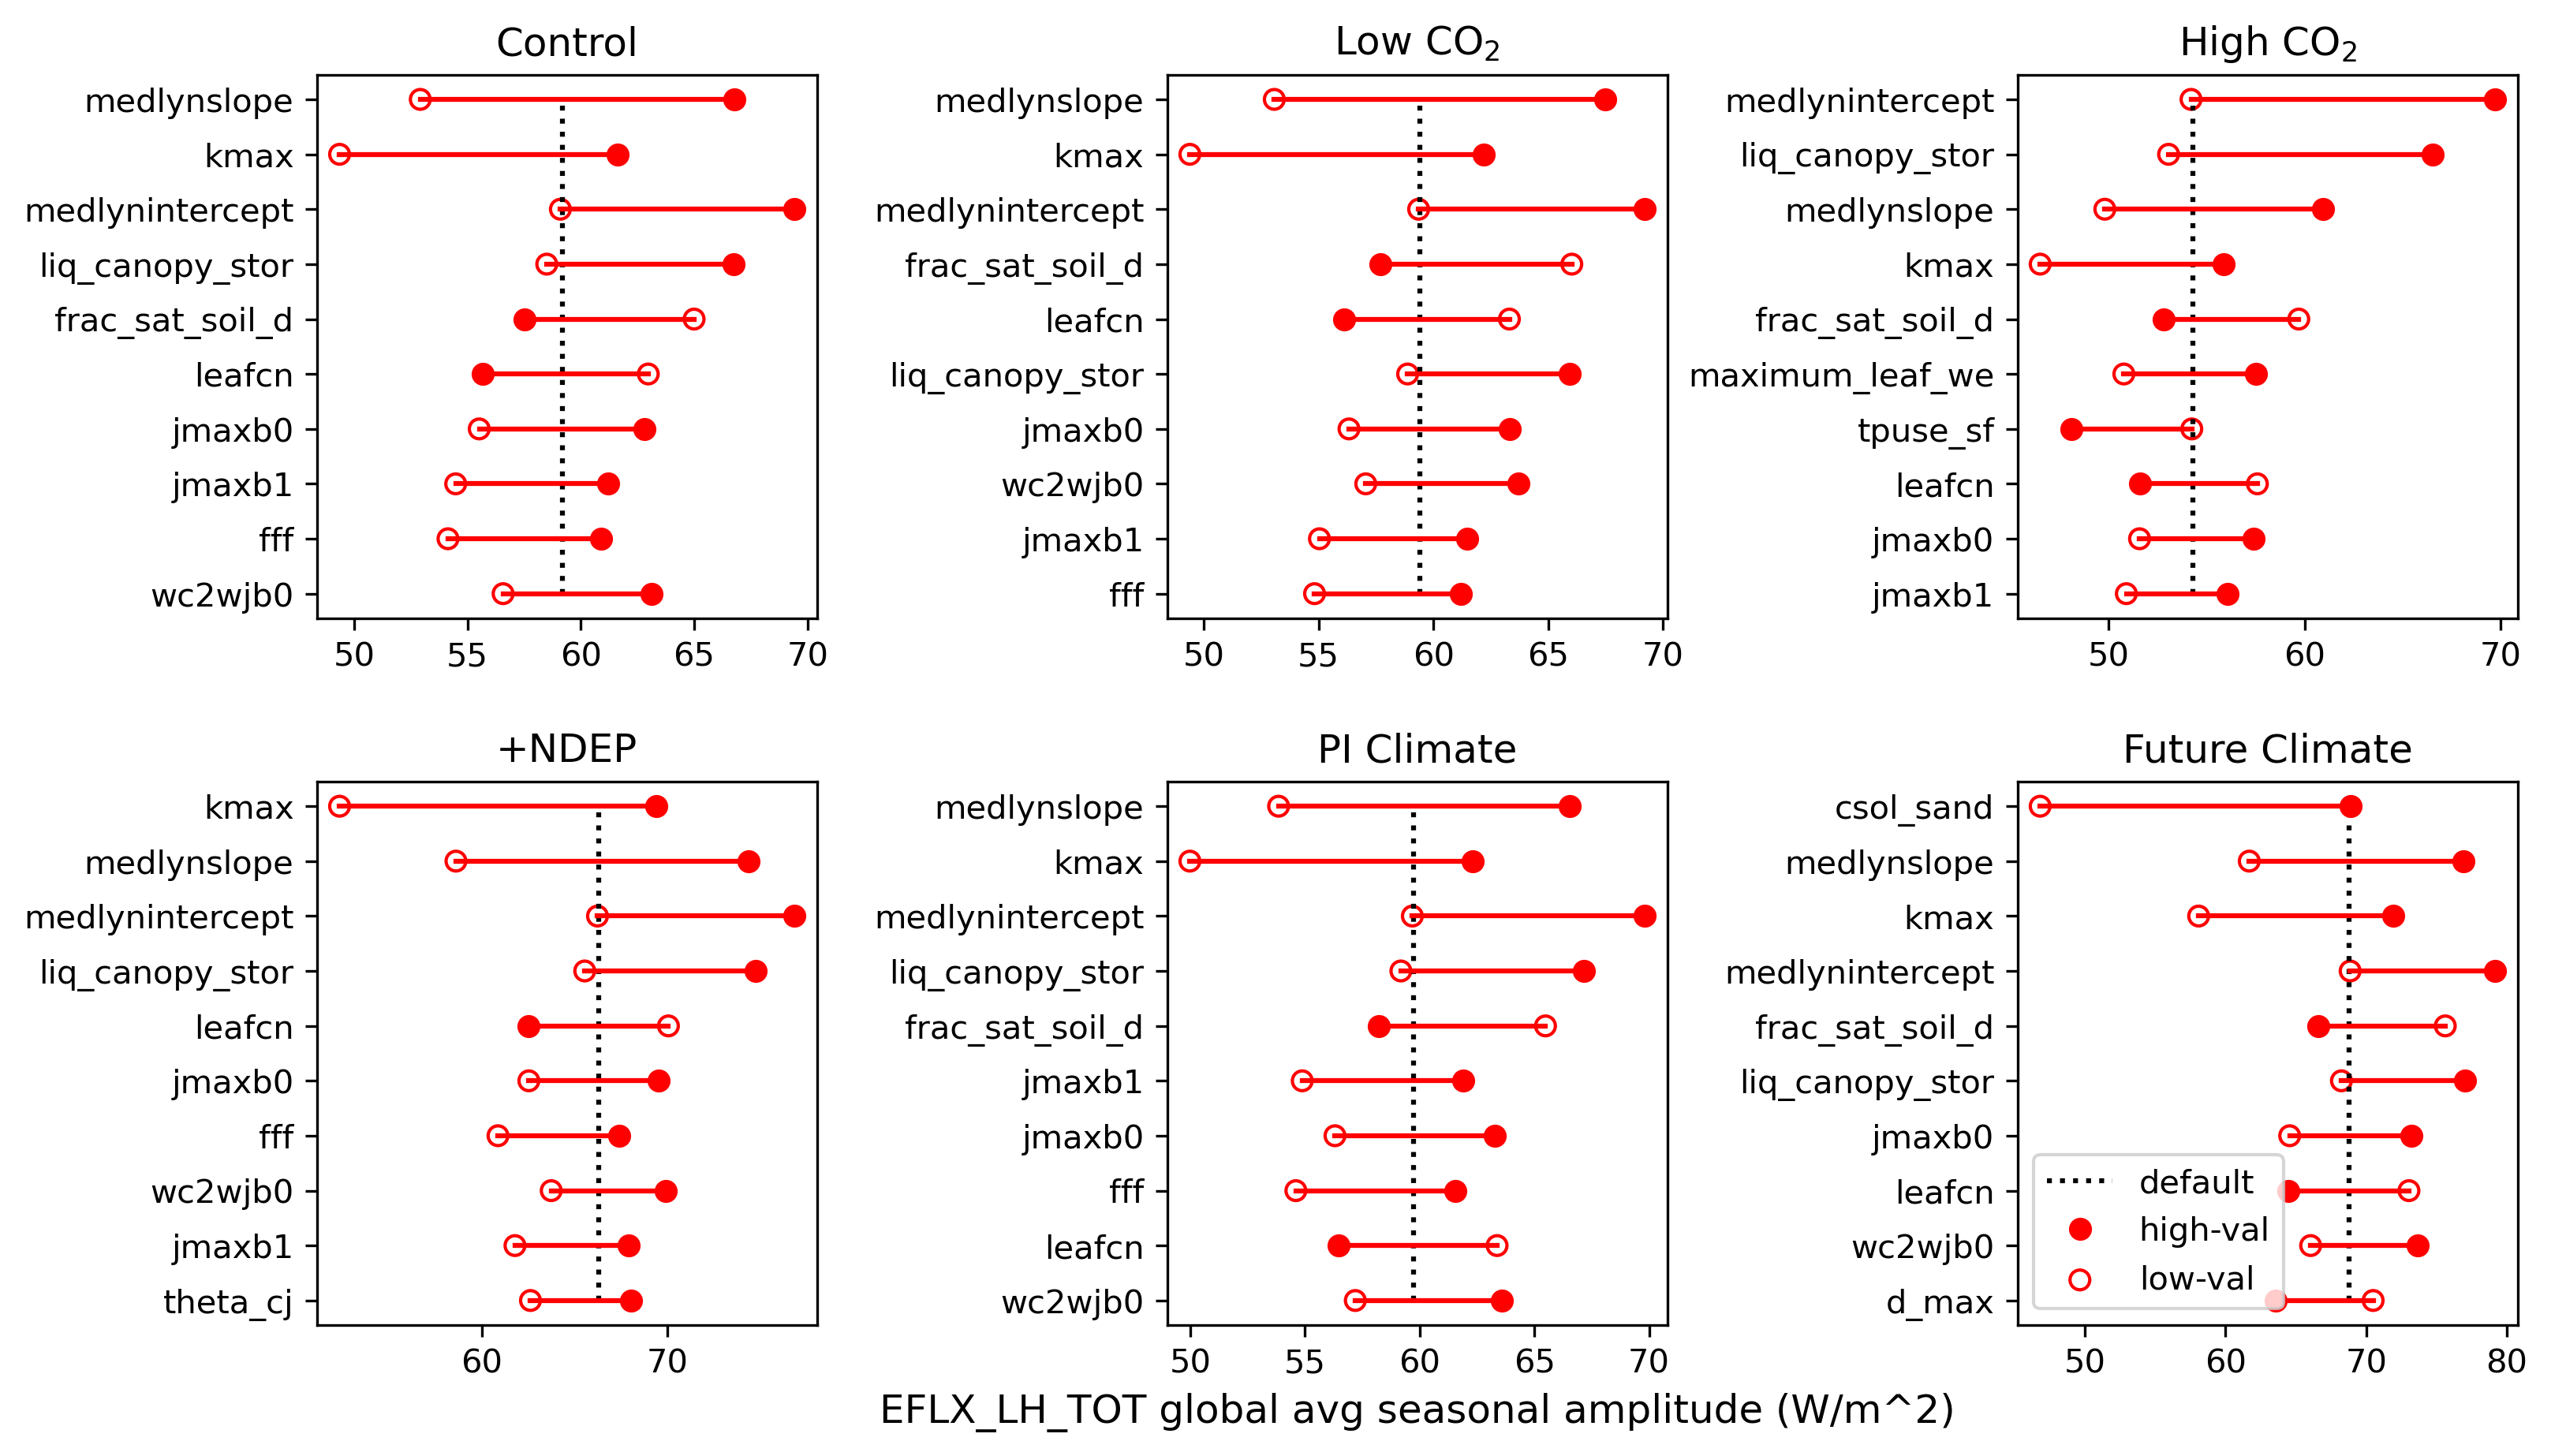 Control
medlynslope
kmax
medlynintercept
liq_canopy_stor
frac_sat_soil_d
leafcn
jmaxb0
jmaxb1
fff
wc2wjb0
50 55 60 65 70
Low CO₂
medlynslope
kmax
medlynintercept
frac_sat_soil_d
leafcn
liq_canopy_stor
jmaxb0
wc2wjb0
jmaxb1
fff
50 55 60 65 70
High CO₂
medlynintercept
liq_canopy_stor
medlynslope
kmax
frac_sat_soil_d
maximum_leaf_we
tpuse_sf
leafcn
jmaxb0
jmaxb1
50 60 70
+NDEP
kmax
medlynslope
medlynintercept
liq_canopy_stor
leafcn
jmaxb0
fff
wc2wjb0
jmaxb1
theta_cj
60 70
PI Climate
medlynslope
kmax
medlynintercept
liq_canopy_stor
frac_sat_soil_d
jmaxb1
jmaxb0
fff
leafcn
wc2wjb0
50 55 60 65 70
Future Climate
csol_sand
medlynslope
kmax
medlynintercept
frac_sat_soil_d
liq_canopy_stor
jmaxb0
leafcn
wc2wjb0
d_max
default
high-val
low-val
50 60 70 80
EFLX_LH_TOT global avg seasonal amplitude (W/m^2)